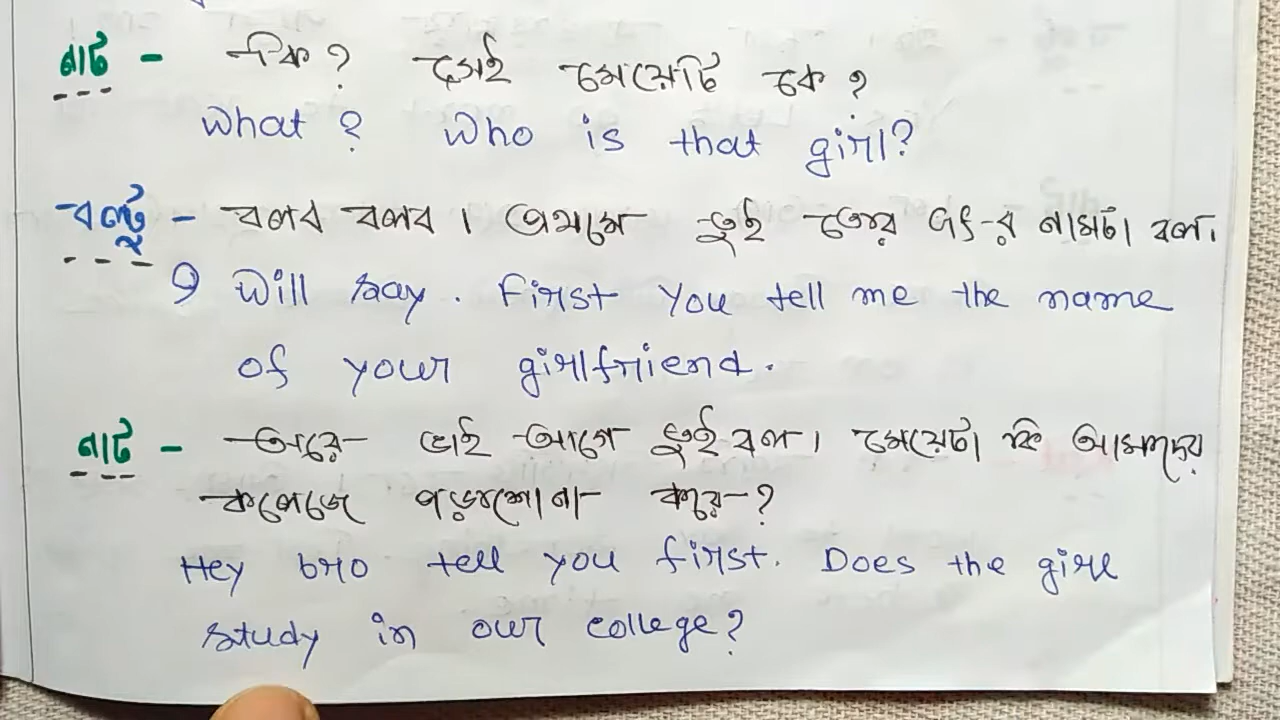 নাটু - কি? সেই মেয়েটি কে?
What? Who is that girl?
বল্টু - বলব বলব। প্রথমে তুই তোর GF-র নামটা বল।
I Will say. First You tell me the name
of your girlfriend.
নাটু - আরে ভাই আগে তুই বল। মেয়েটা কি আমাদের
কলেজে পড়াশোনা করে?
Hey bro tell you first. Does the girl
study in our college?